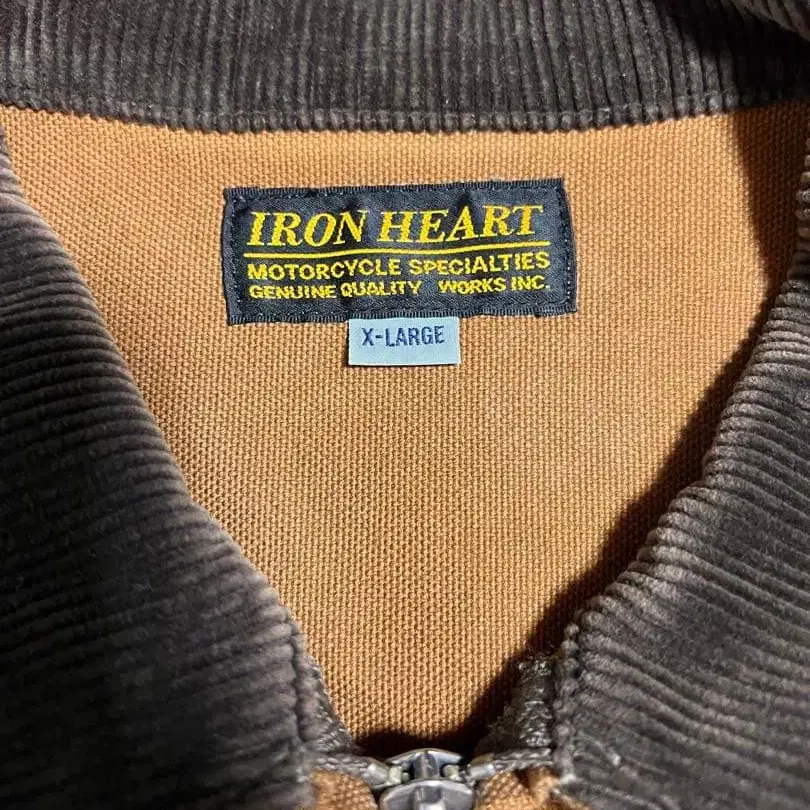 IRON HEART
MOTORCYCLE SPECIALTIES
GENUINE QUALITY WORKS INC.
X-LARGE